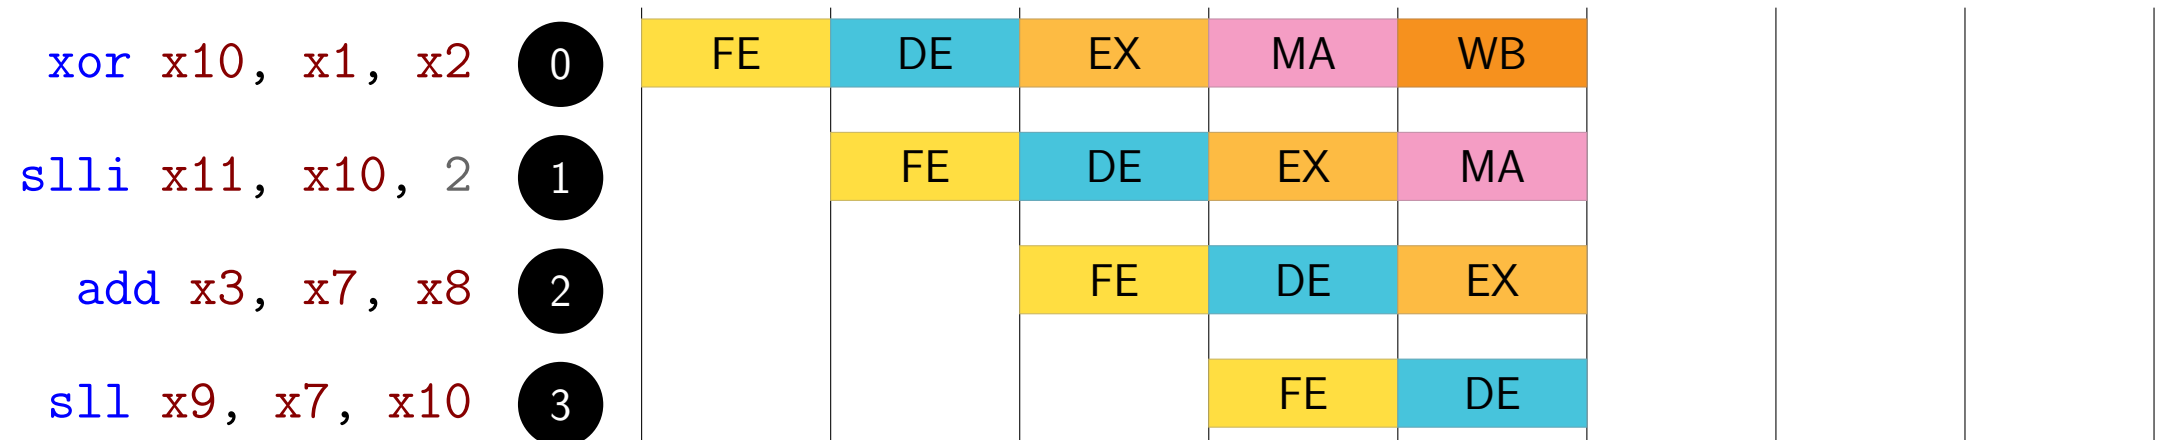 xor x10, x1, x2 0 FE DE EX MA WB
slli x11, x10, 2 1 FE DE EX MA
add x3, x7, x8 2 FE DE EX
sll x9, x7, x10 3 FE DE